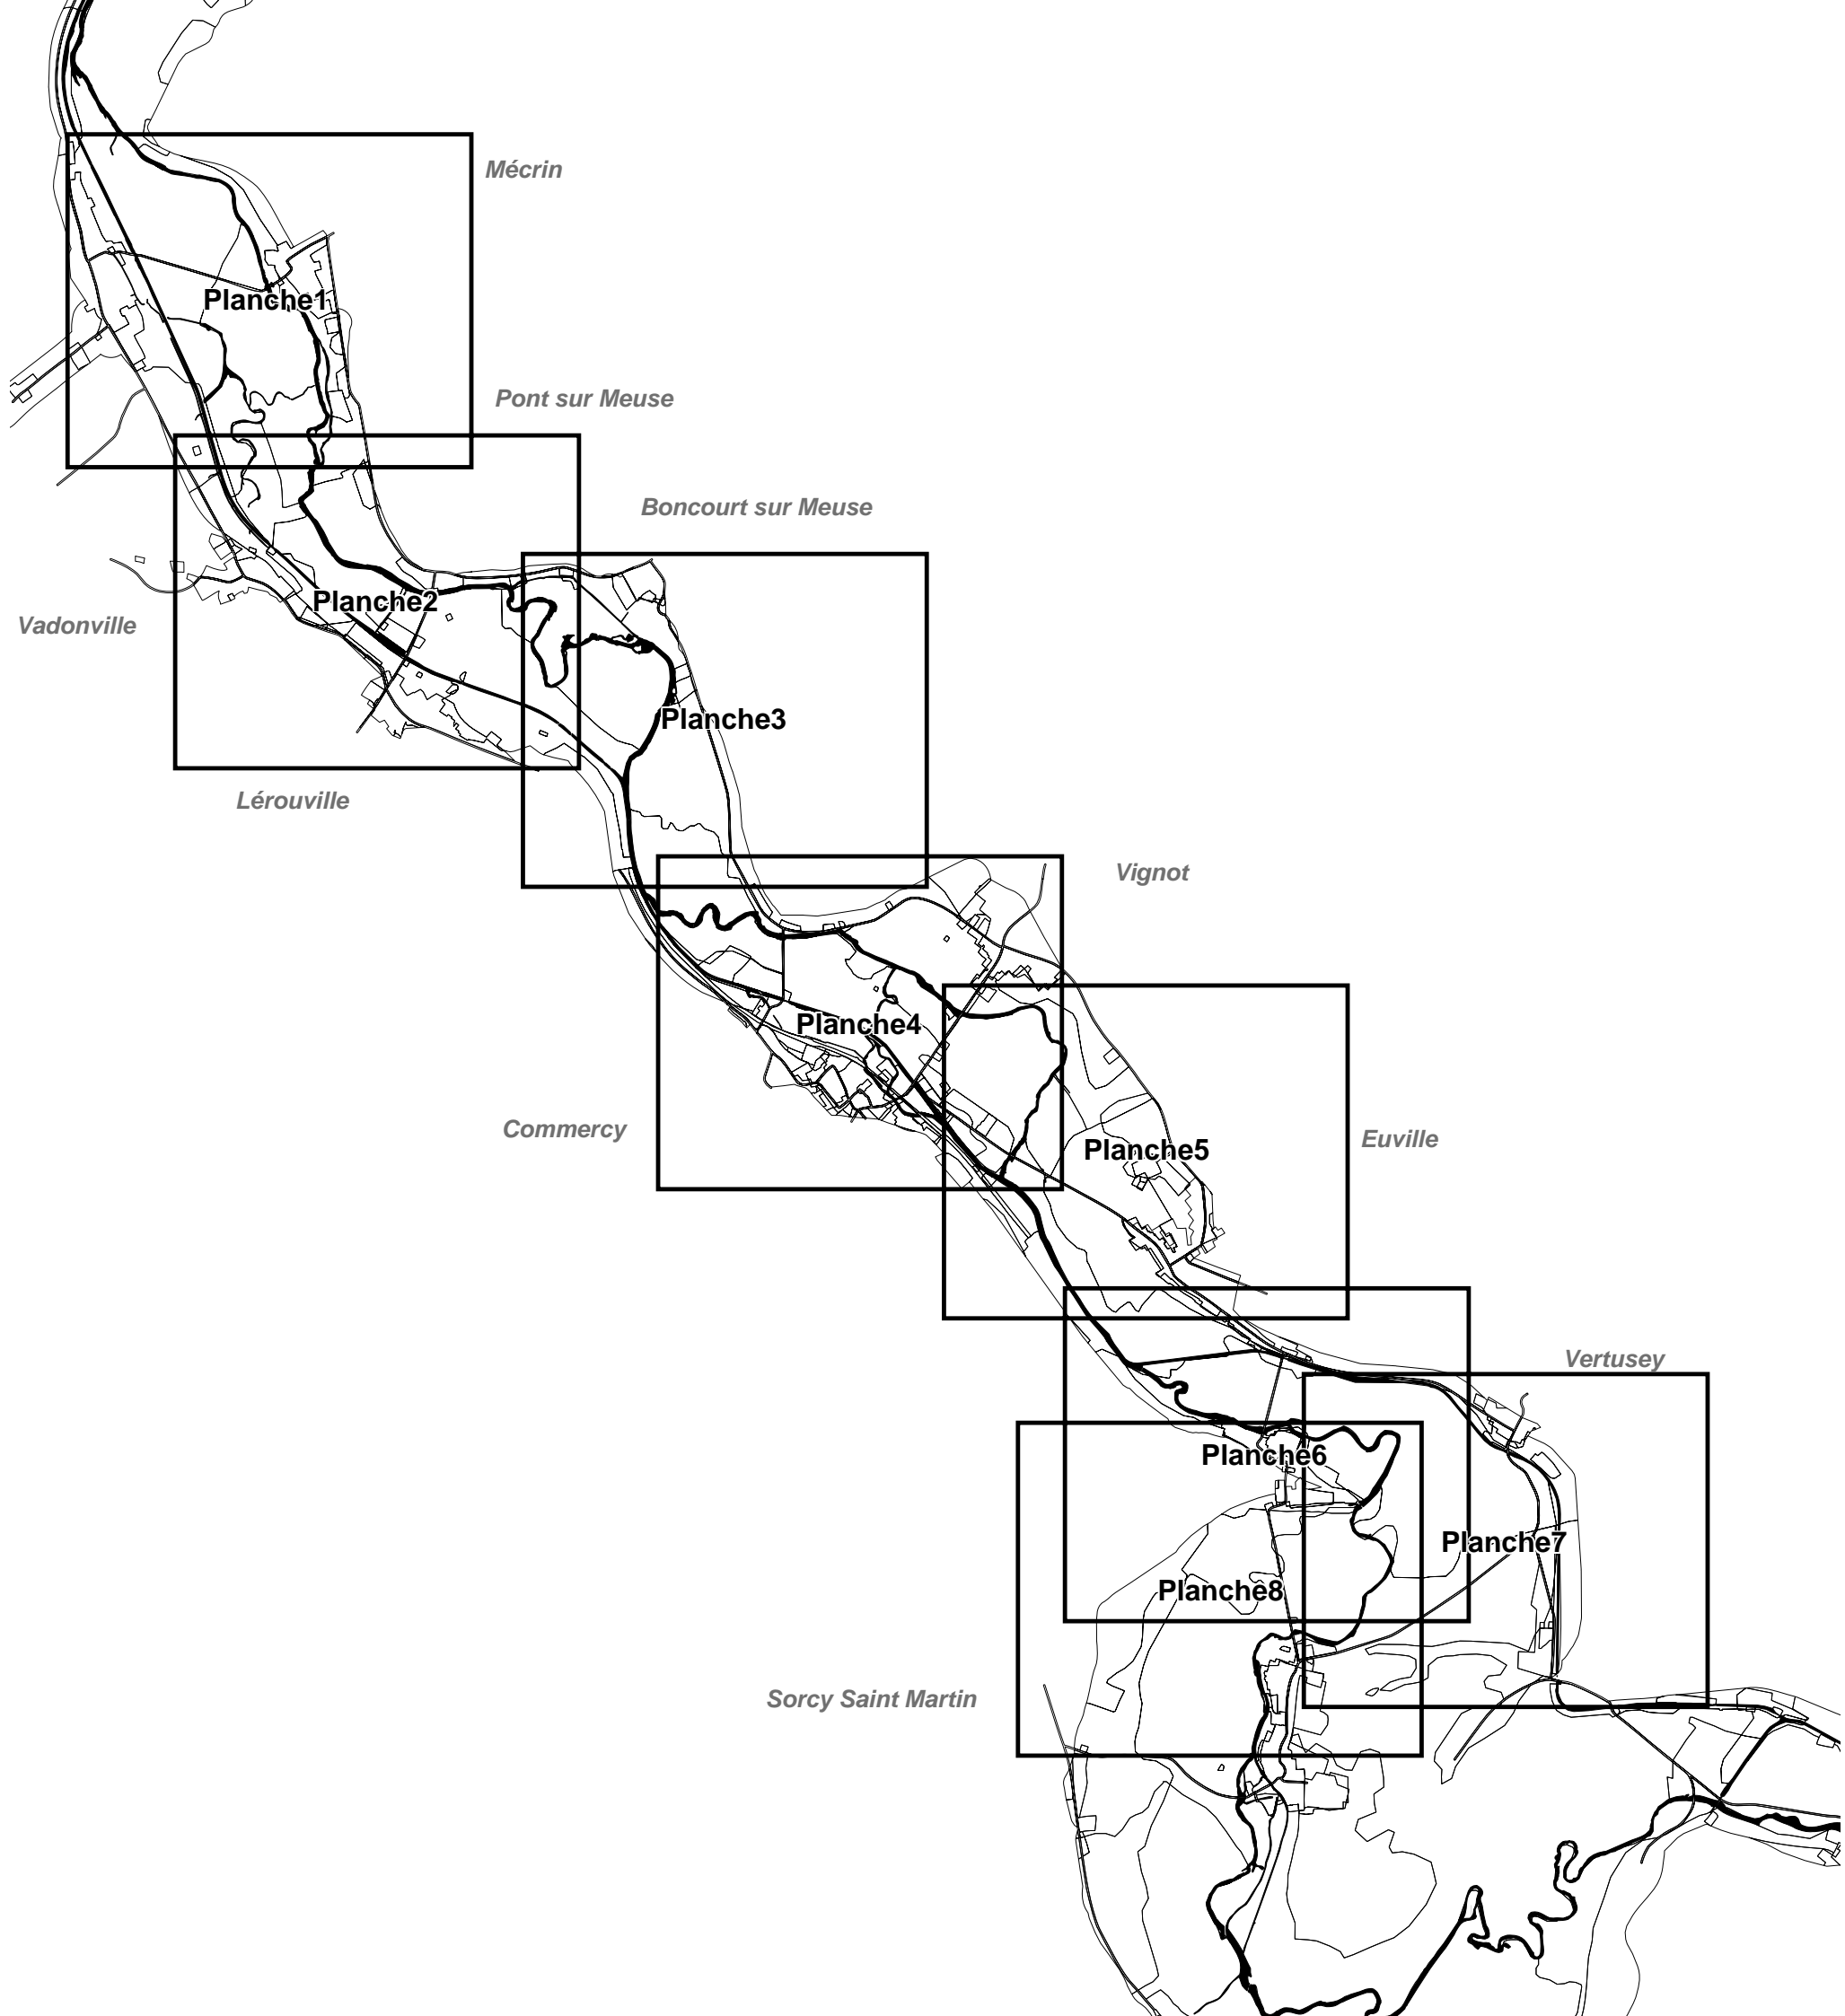 Mécrin
Planche1
Pont sur Meuse
Boncourt sur Meuse
Planche2
Vadonville
Planche3
Lérouville
Vignot
Planche4
Commercy
Euville
Planche5
Vertusey
Planche6
Planche7
Planche8
Sorcy Saint Martin